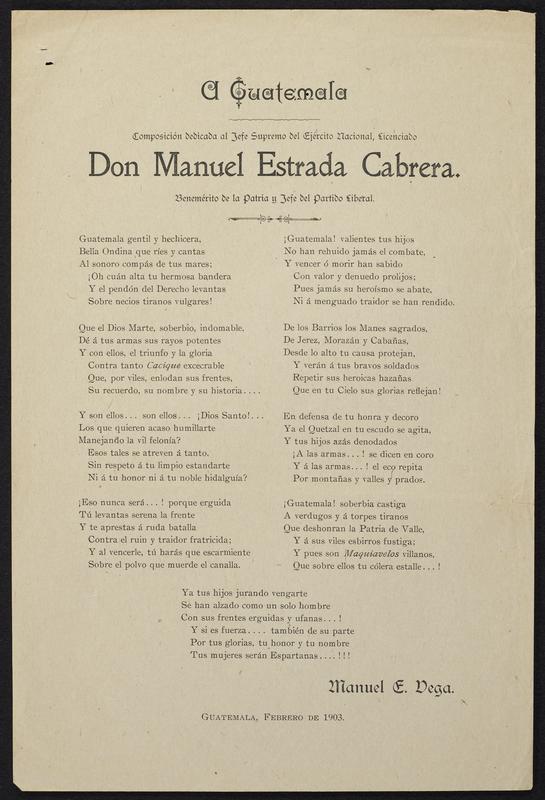 A Guatemala
Composición dedicada al Jefe Supremo del Ejército Nacional, Licenciado
Don Manuel Estrada Cabrera.
Benemérito de la Patria y Jefe del Partido Liberal.
Guatemala gentil y hechicera,
Bella Ondina que ríes y cantas
Al sonoro compás de tus mares;
¡Oh cuán alta tu hermosa bandera
Y el pendón del Derecho levantas
Sobre necios tiranos vulgares!
Que el Dios Marte, soberbio, indomable,
Dé á tus armas sus rayos potentes
Y con ellos, el triunfo y la gloria
Contra tanto Cacique execrable
Que, por viles, enlodan sus frentes,
Su recuerdo, su nombre y su historia....
Y son ellos... son ellos... ¡Dios Santo!...
Los que quieren acaso humillarte
Manejando la vil felonía?
Esos tales se atreven á tanto.
Sin respeto á tu limpio estandarte
Ni á tu honor ni á tu noble hidalguía?
¡Eso nunca será...! porque erguida
Tú levantas serena la frente
Y te aprestas á ruda batalla
Contra el ruin y traidor fratricida;
Y al vencerle, tú harás que escarmiente
Sobre el polvo que muerde el canalla.
¡Guatemala! valientes tus hijos
No han rehuido jamás el combate,
Y vencer ó morir han sabido
Con valor y denuedo prolijos;
Pues jamás su heroísmo se abate,
Ni á menguado traidor se han rendido.
De los Barrios los Manes sagrados,
De Jerez, Morazán y Cabañas,
Desde lo alto tu causa protejan,
Y verán á tus bravos soldados
Repetir sus heroicas hazañas
Que en tu Cielo sus glorias reflejan!
En defensa de tu honra y decoro
Ya el Quetzal en tu escudo se agita,
Y tus hijos azás denodados
¡A las armas...! se dicen en coro
Y á las armas...! el eco repita
Por montañas y valles y prados.
¡Guatemala! soberbia castiga
A verdugos y á torpes tiranos
Que deshonran la Patria de Valle,
Y á sus viles esbirros fustiga;
Y pues son Maquiavelos villanos,
Que sobre ellos tu cólera estalle...!
Ya tus hijos jurando vengarte
Se han alzado como un solo hombre
Con sus frentes erguidas y ufanas...!
Y si es fuerza.... también de su parte
Por tus glorias, tu honor y tu nombre
Tus mujeres serán Espartanas....!!!
Manuel E. Vega.
Guatemala, Febrero de 1903.